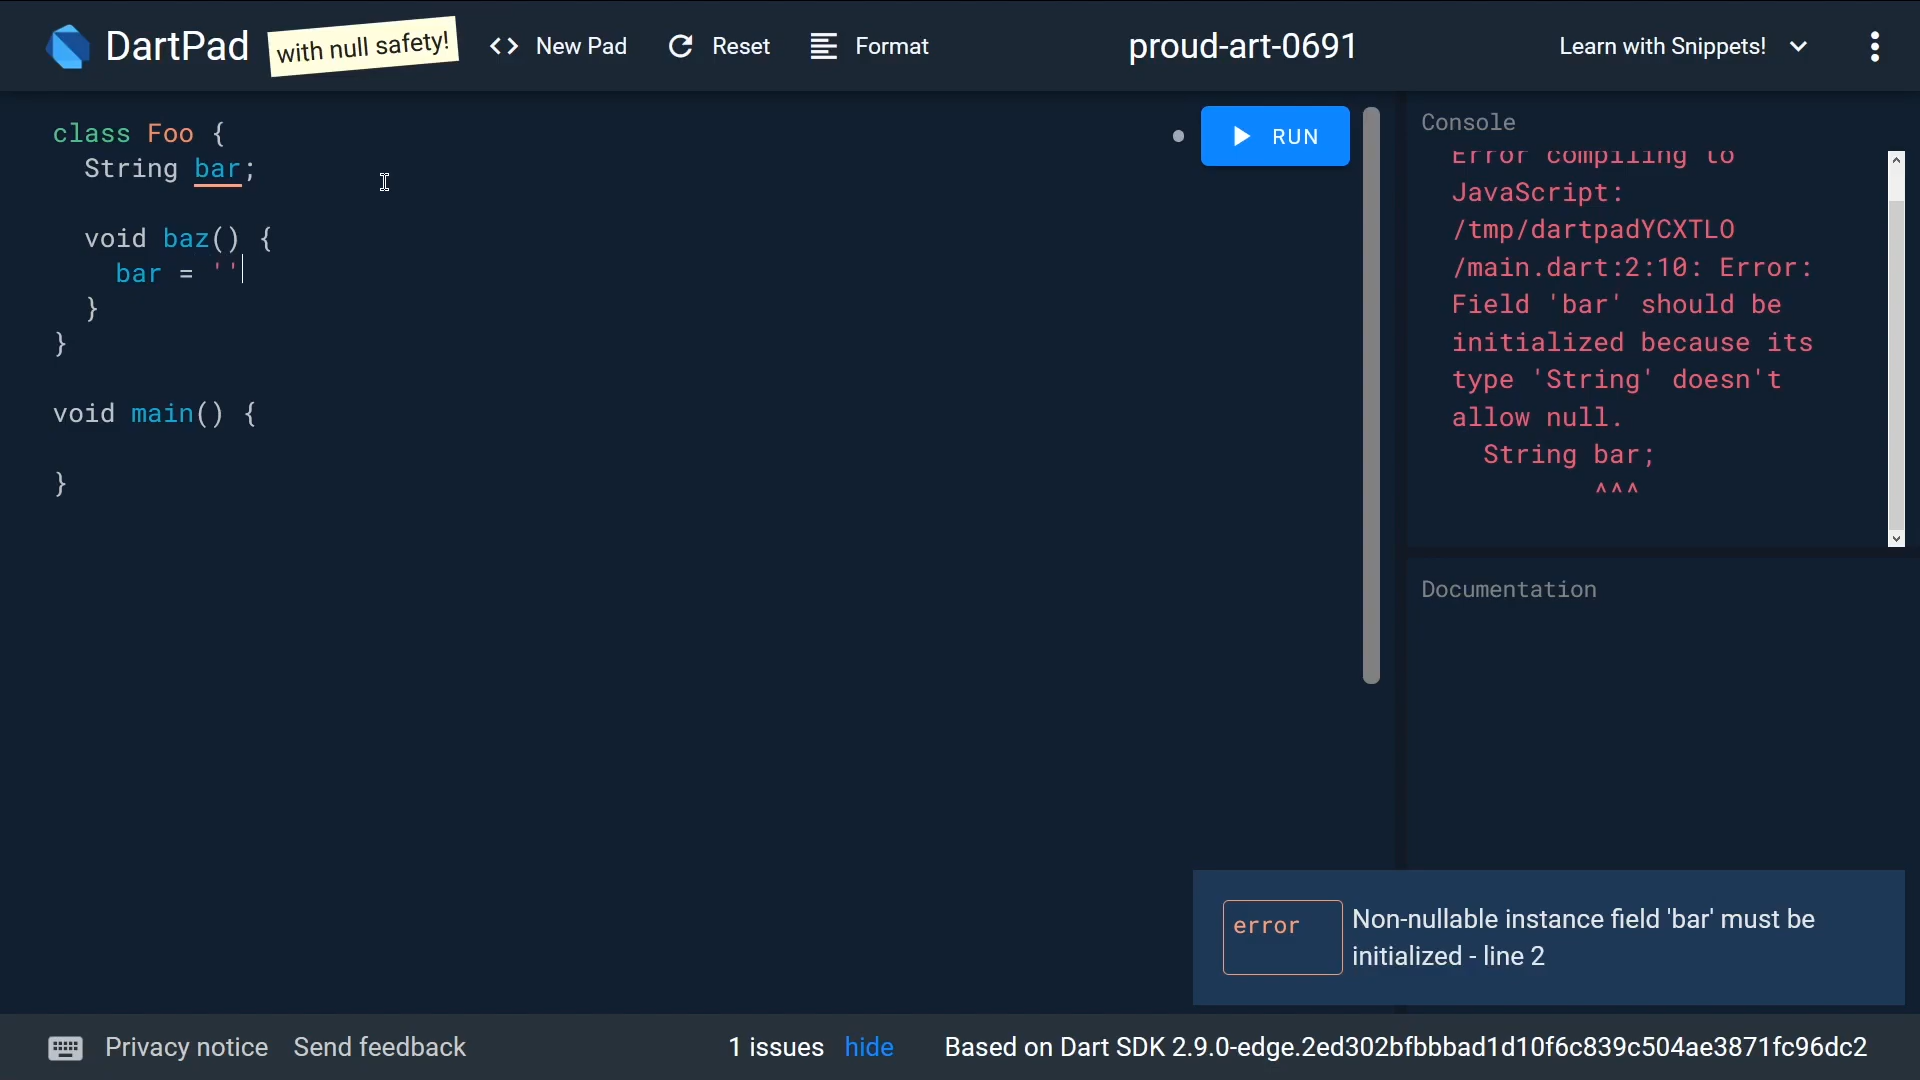 DartPad
with null safety!
<> New Pad
Reset
Format
proud-art-0691
Learn with Snippets!
class Foo {
  String bar;

  void baz() {
    bar = ''
  }
}

void main() {

}
RUN
Console
Error compiling to
JavaScript:
/tmp/dartpadYCXTLO
/main.dart:2:10: Error:
Field 'bar' should be
initialized because its
type 'String' doesn't
allow null.
  String bar;
         ^^^
Documentation
error
Non-nullable instance field 'bar' must be
initialized - line 2
Privacy notice
Send feedback
1 issues hide
Based on Dart SDK 2.9.0-edge.2ed302bfbbbad1d10f6c839c504ae3871fc96dc2